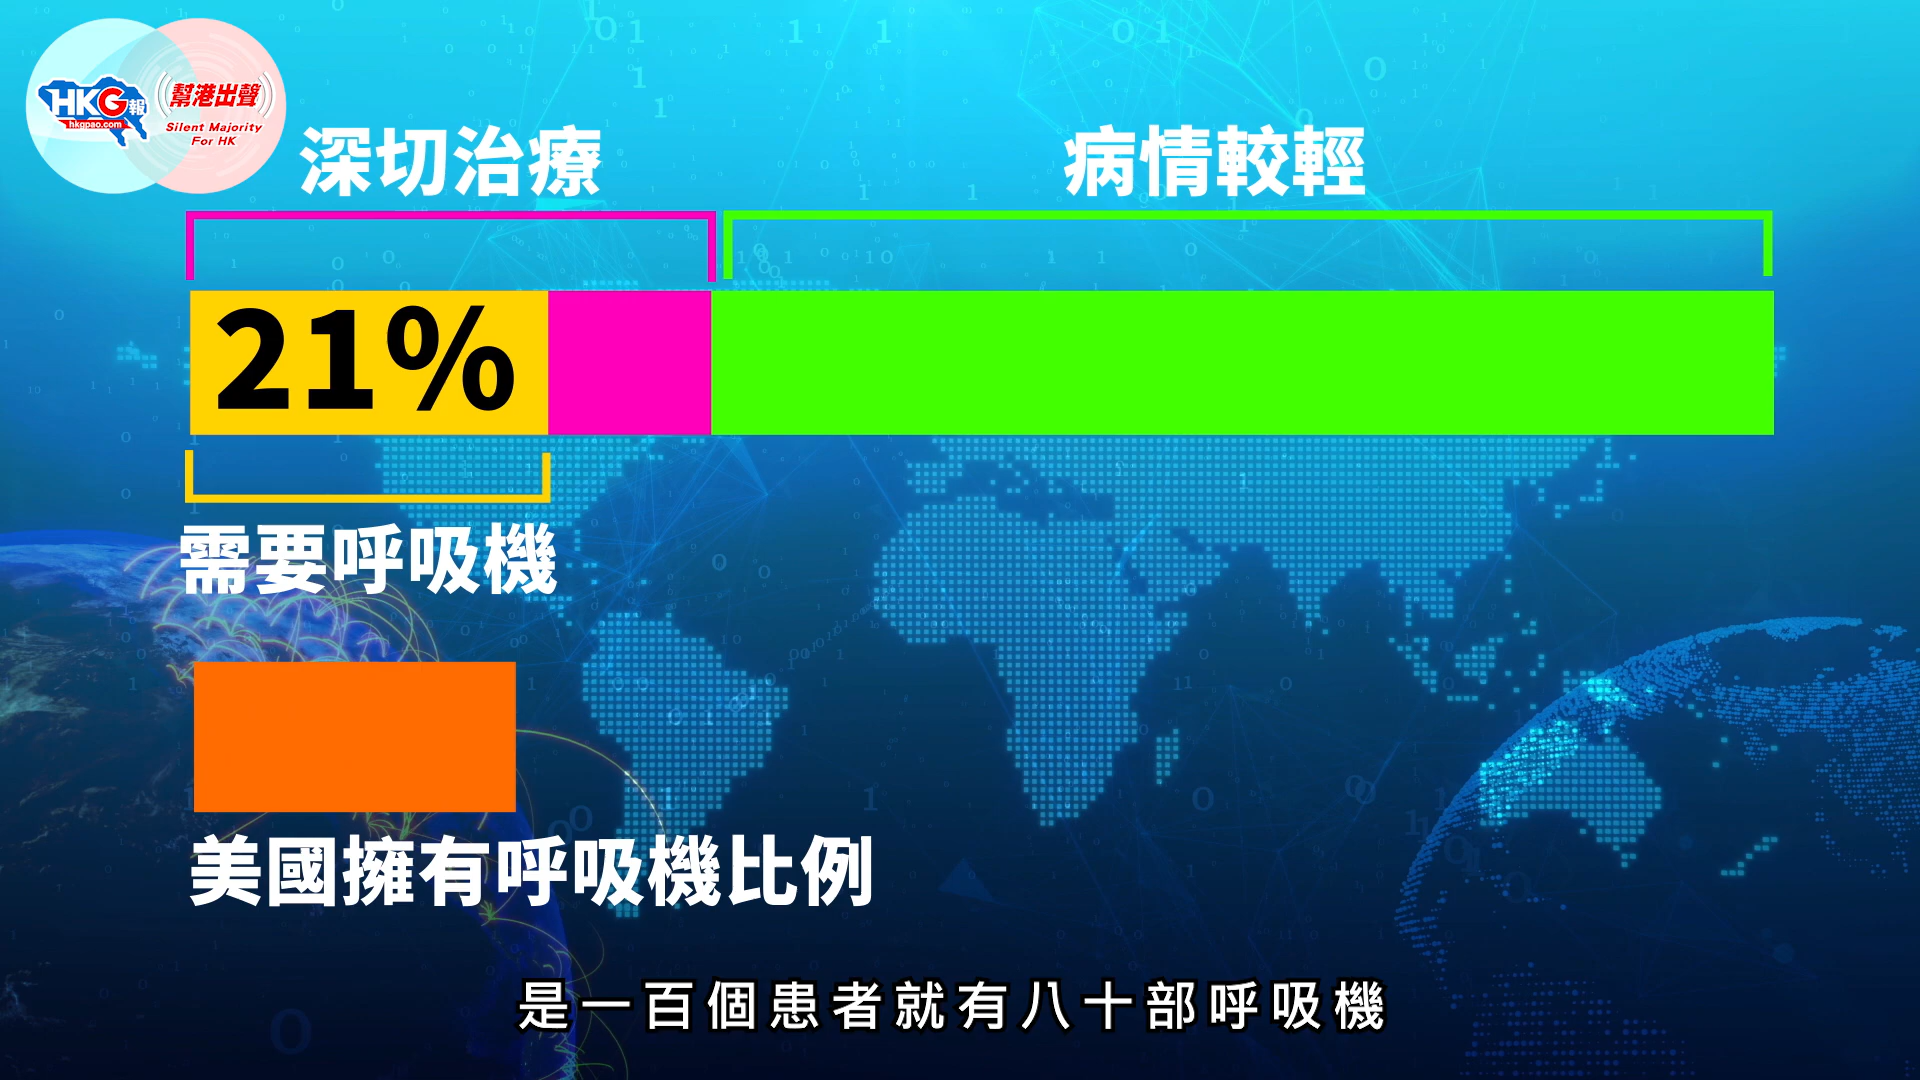 HKG報
hkgpao.com
幫港出聲
Silent Majority
For HK
深切治療
病情較輕
21%
需要呼吸機
美國擁有呼吸機比例
是一百個患者就有八十部呼吸機